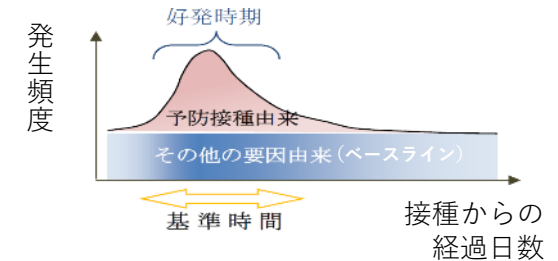 好発時期
発生頻度
予防接種由来
その他の要因由来（ベースライン）
基準時間
接種からの
経過日数